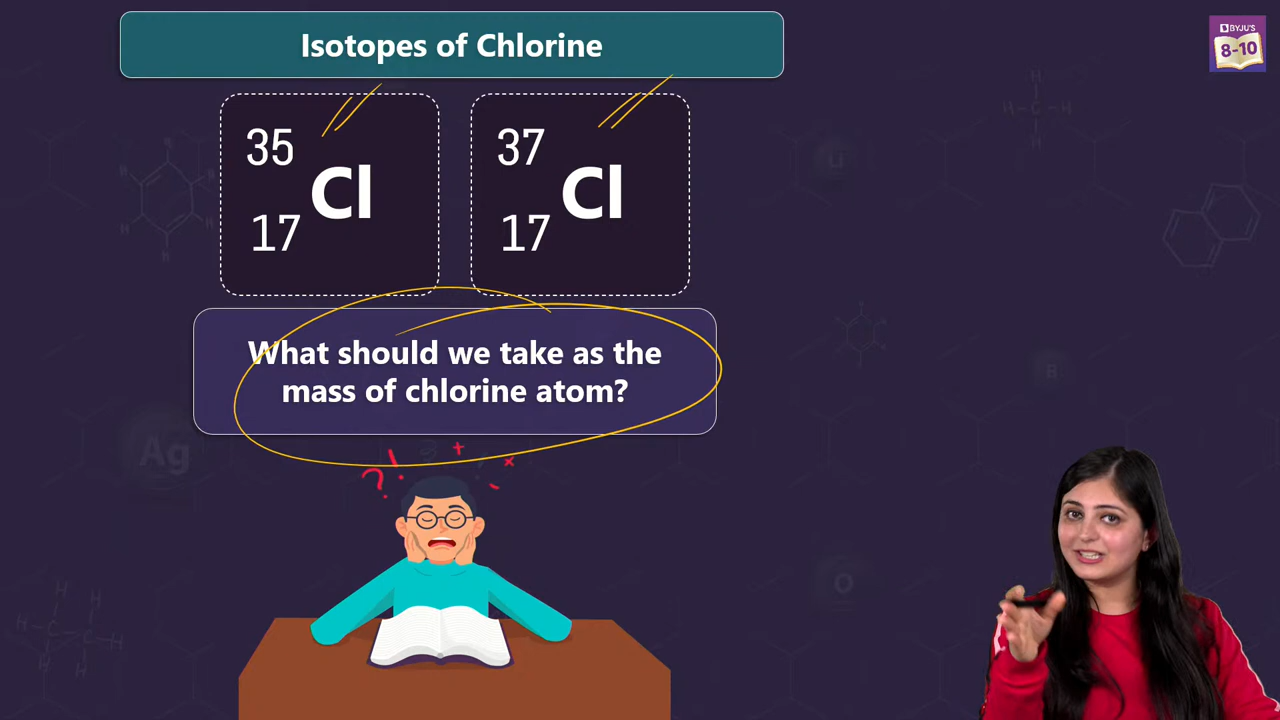 Isotopes of Chlorine
BYJU'S
8-10
35
17
Cl
37
17
Cl
What should we take as the
mass of chlorine atom?
?! + x
H
H C H
H
U
H
H
H
H
H
Ag
B
O
H
H
H
C
H
H